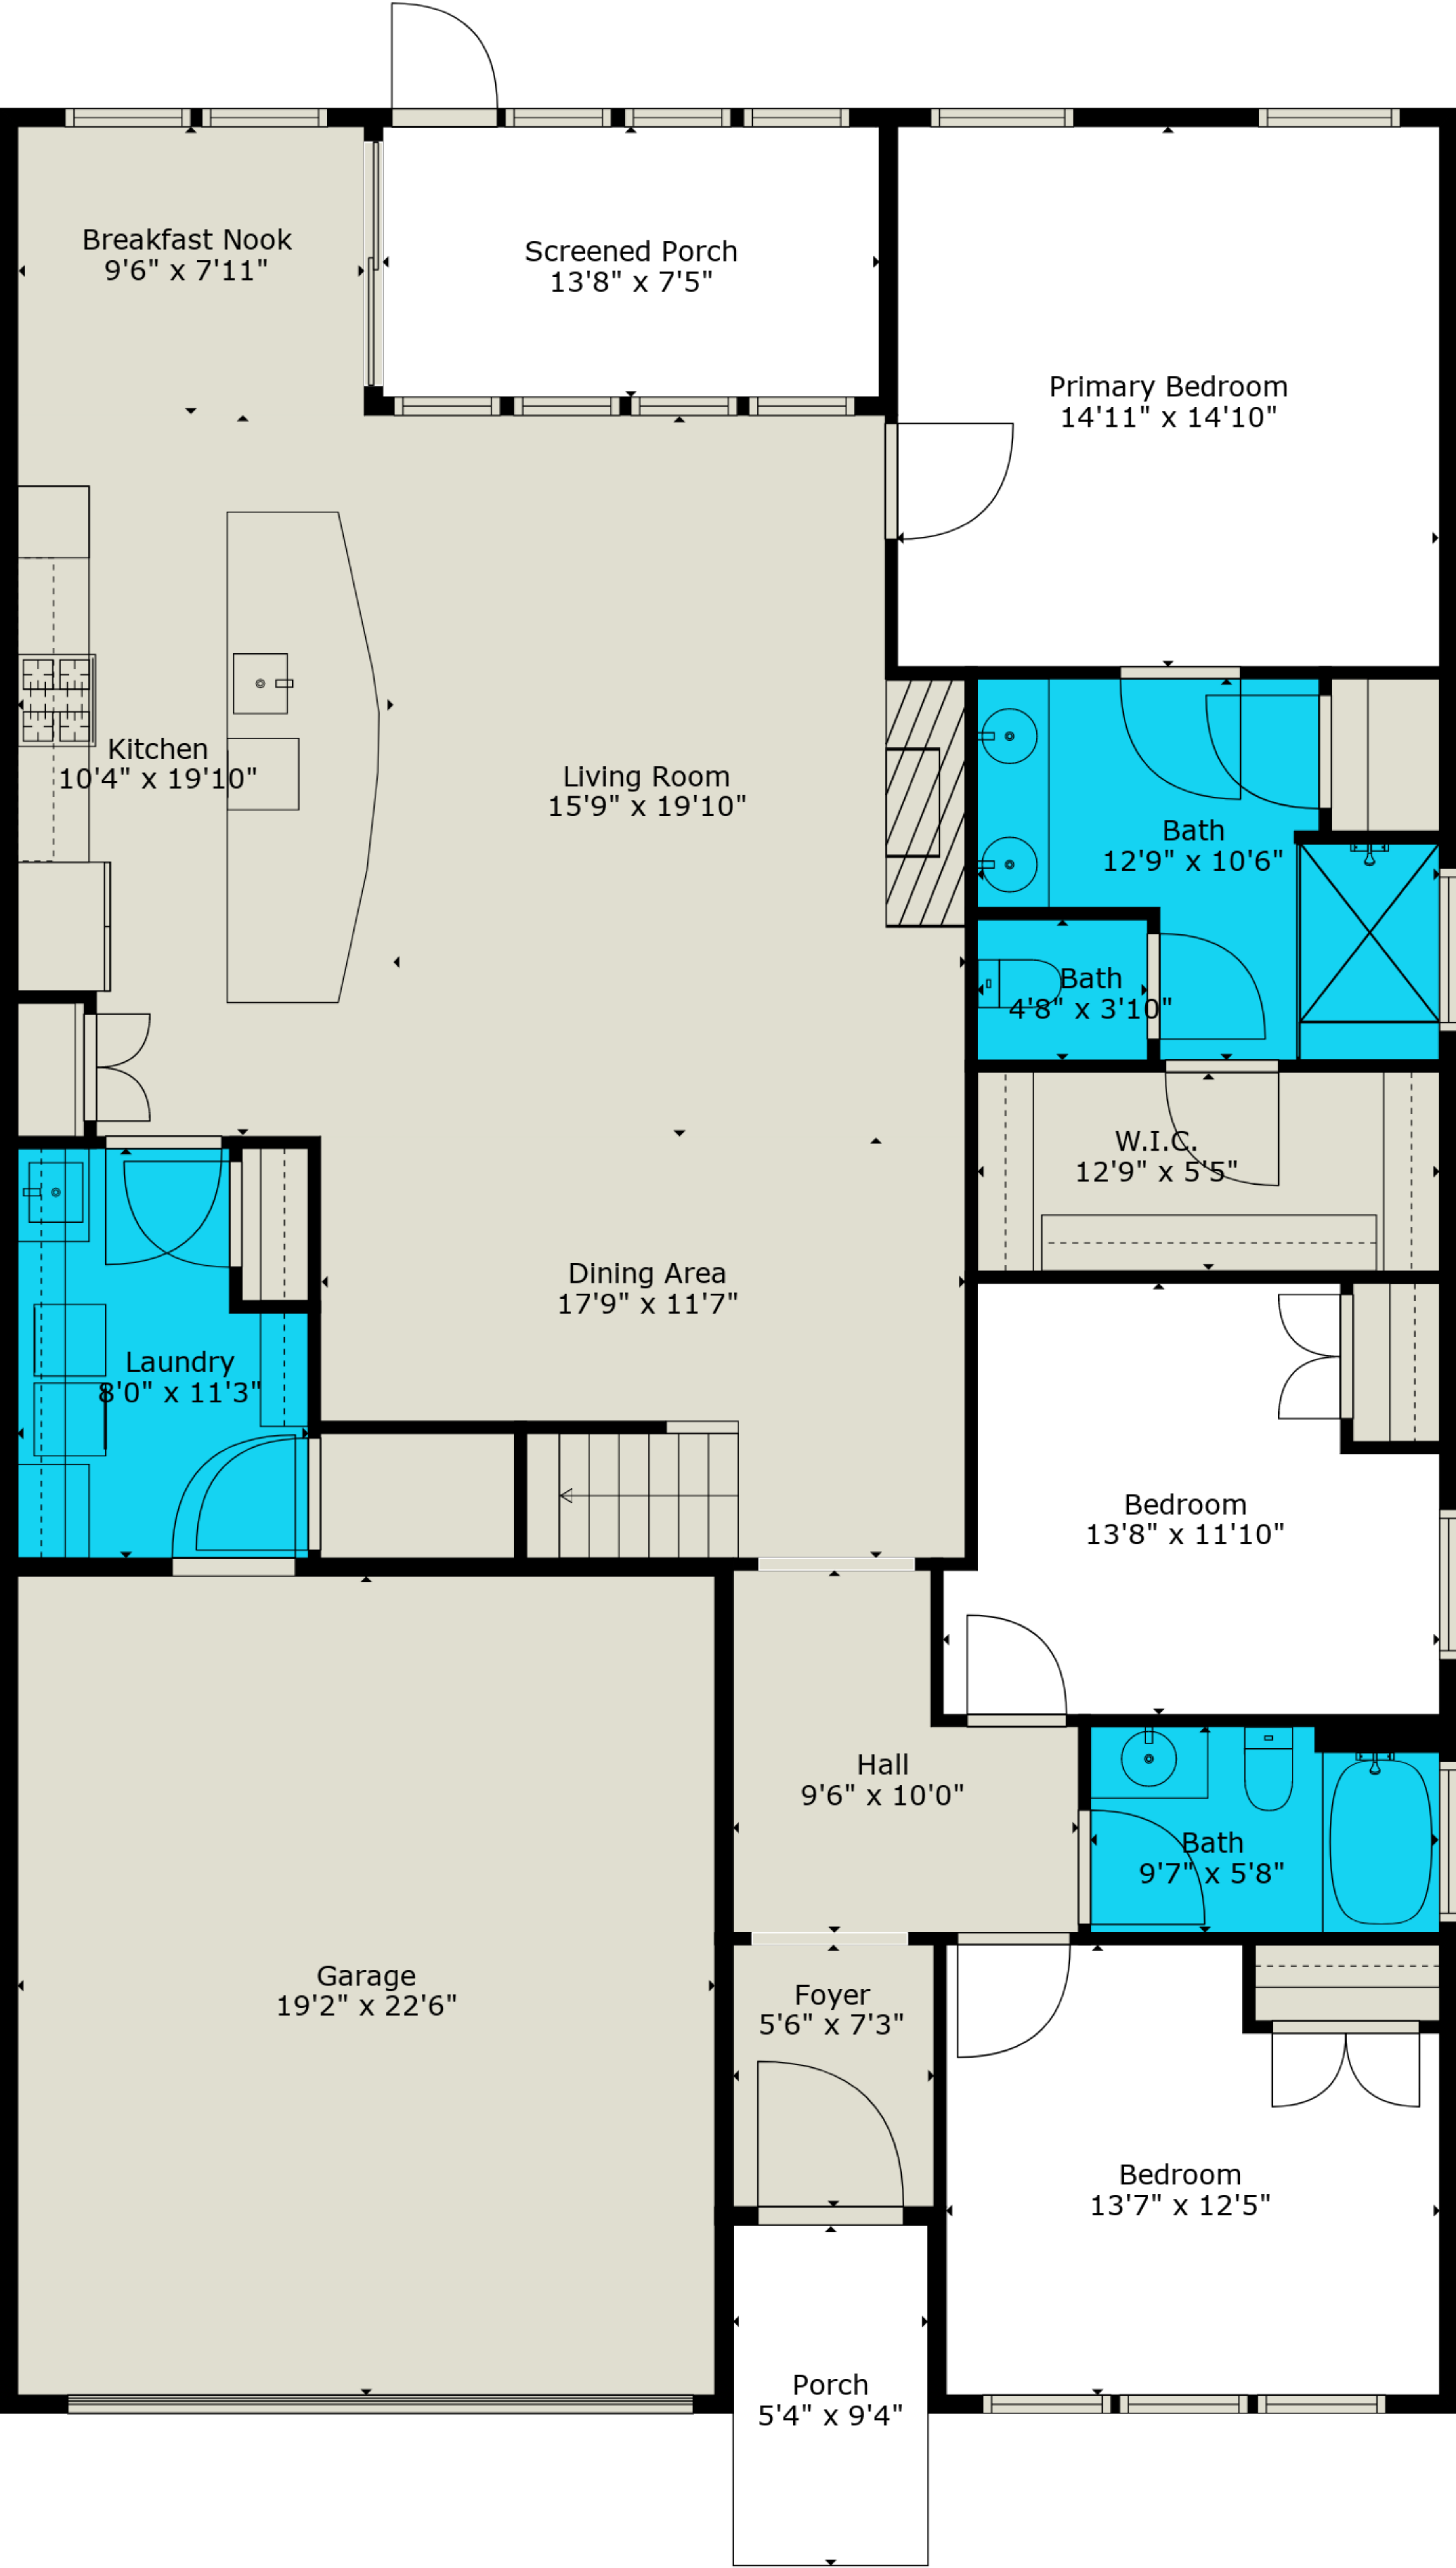 Breakfast Nook
9'6" x 7'11"
Screened Porch
13'8" x 7'5"
Primary Bedroom
14'11" x 14'10"
Kitchen
10'4" x 19'10"
Living Room
15'9" x 19'10"
Bath
12'9" x 10'6"
Bath
4'8" x 3'10"
W.I.C.
12'9" x 5'5"
Dining Area
17'9" x 11'7"
Laundry
8'0" x 11'3"
Bedroom
13'8" x 11'10"
Hall
9'6" x 10'0"
Bath
9'7" x 5'8"
Garage
19'2" x 22'6"
Foyer
5'6" x 7'3"
Bedroom
13'7" x 12'5"
Porch
5'4" x 9'4"